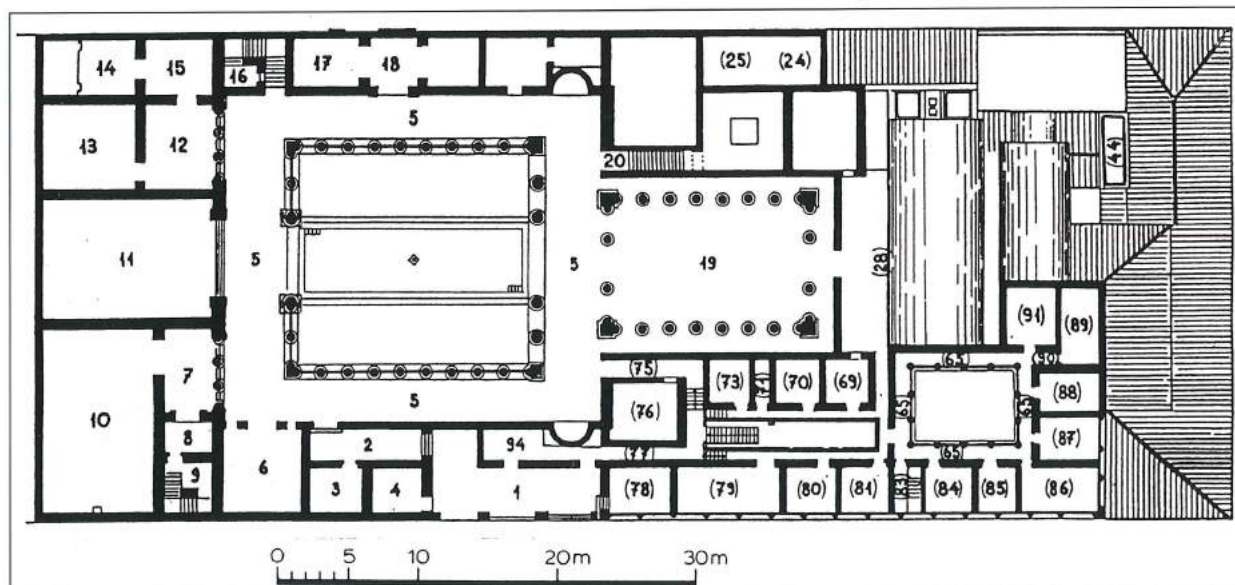 14 15 16 17 18 (25) (24)
5
13 12 20 (44)
11 5 5 19 (28)
(91) (89)
(75) (73) (71) (70) (69) (65) (90)
7 (76) (65) (65) (88)
10 5 (87)
8 2 94 (77) (65)
6
9 3 4 1 (78) (79) (80) (81) (83) (84) (85) (86)
0 5 10 20m 30m